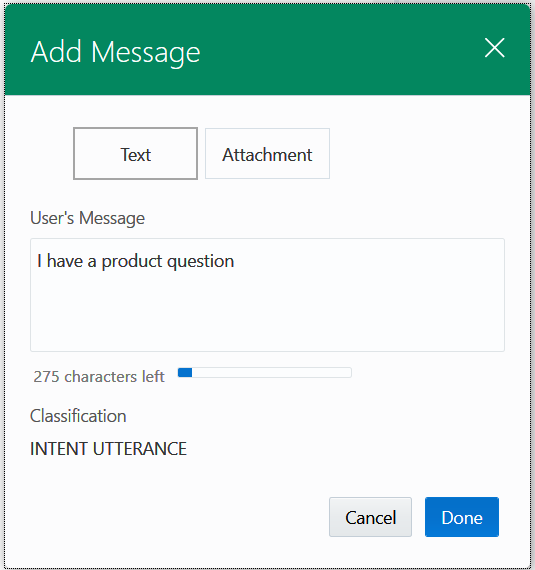 Add Message
Text
Attachment
User's Message
I have a product question
275 characters left
Classification
INTENT UTTERANCE
Cancel
Done